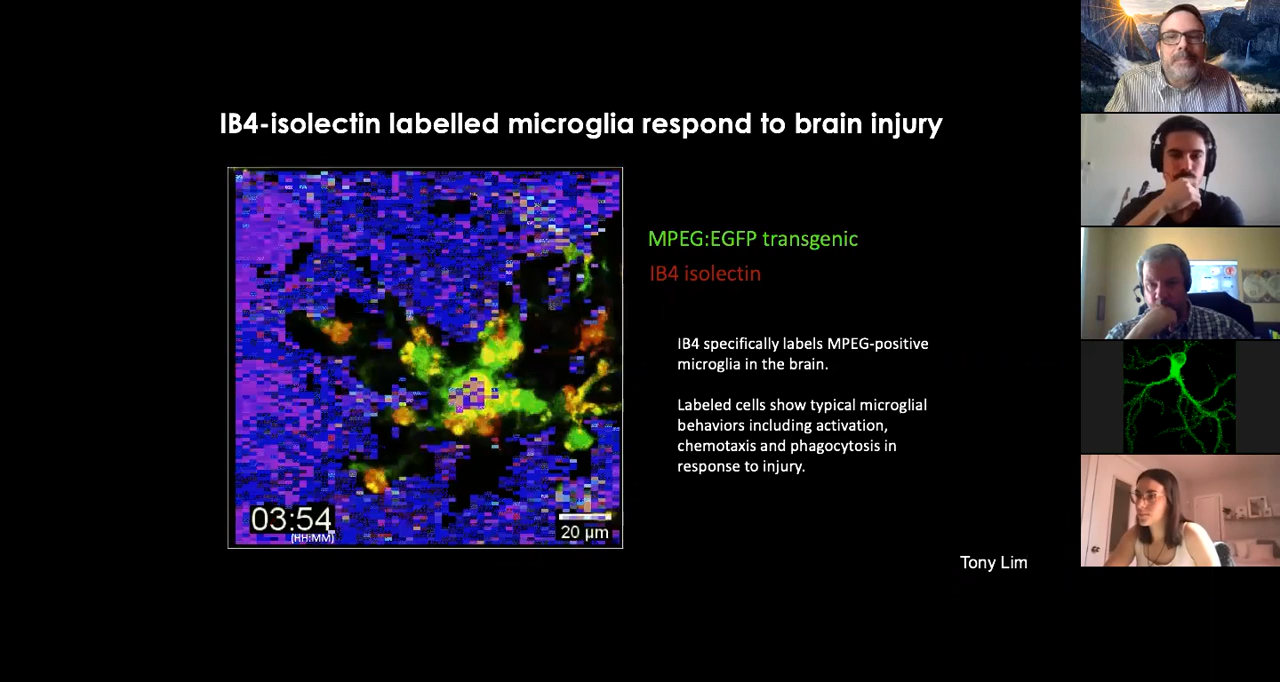 IB4-isolectin labelled microglia respond to brain injury
MPEG:EGFP transgenic
IB4 isolectin
IB4 specifically labels MPEG-positive
microglia in the brain.
Labeled cells show typical microglial
behaviors including activation,
chemotaxis and phagocytosis in
response to injury.
03:54
(HH:MM)
20 µm
Tony Lim